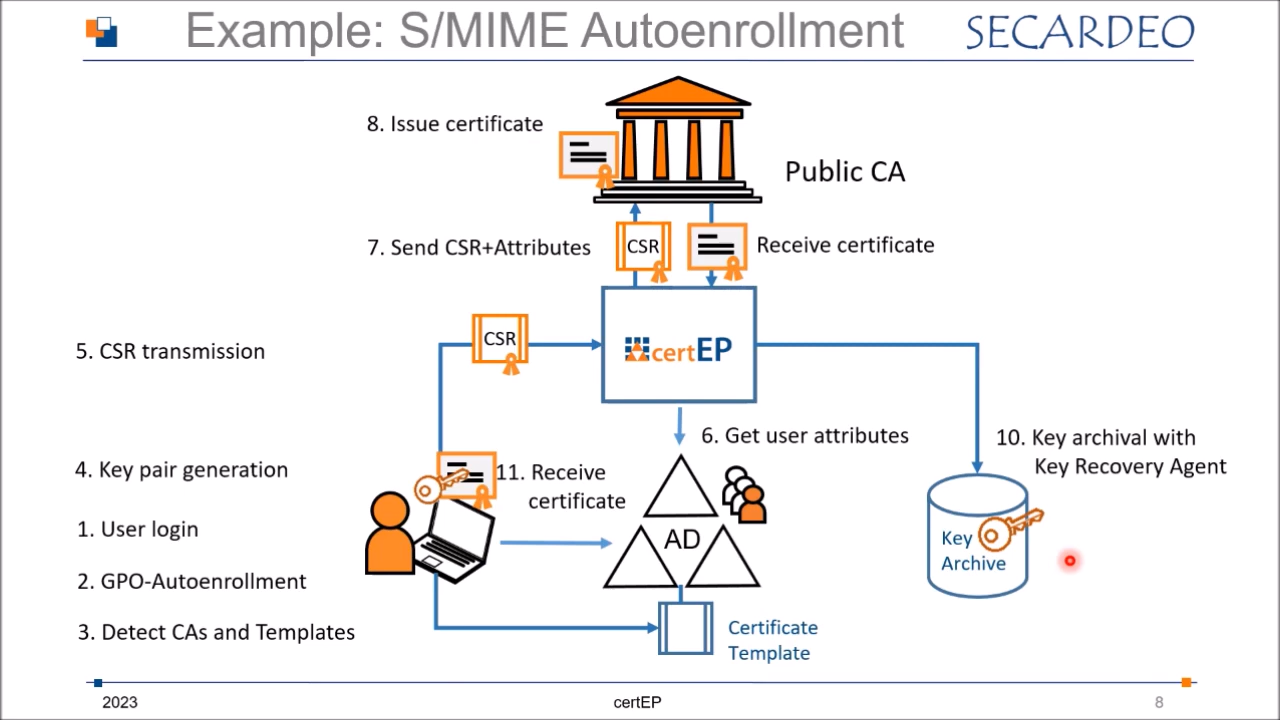 Example: S/MIME Autoenrollment
SECARDEO
8. Issue certificate
Public CA
7. Send CSR+Attributes
CSR
Receive certificate
5. CSR transmission
CSR
certEP
6. Get user attributes
10. Key archival with
Key Recovery Agent
4. Key pair generation
11. Receive
certificate
1. User login
AD
Key
Archive
2. GPO-Autoenrollment
3. Detect CAs and Templates
Certificate
Template
2023
certEP
8